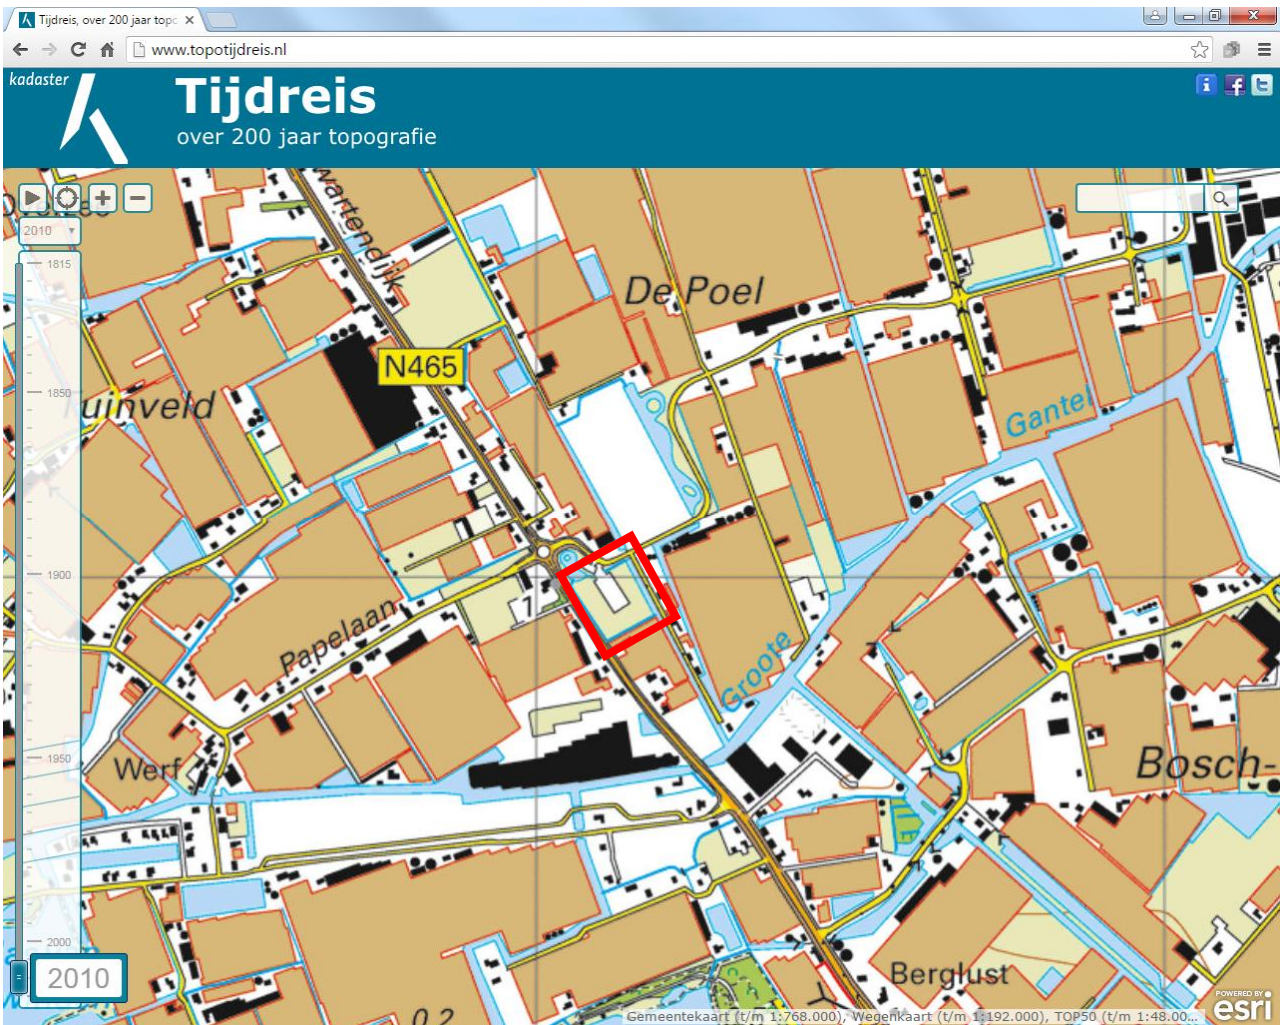 Tijdreis, over 200 jaar topo
www.topotijdreis.nl
kadaster
Tijdreis
over 200 jaar topografie
2010
1815
1850
1900
1950
2000
2010
wartendijk
De Poel
N465
uinveld
Gantel
1
Papelaan
Groote
Werf
Bosch-
Berglust
0 2
Gemeentekaart (t/m 1:768.000), Wegenkaart (t/m 1:192.000), TOP50 (t/m 1:48.00...
POWERED BY
esri